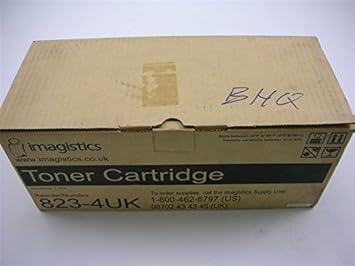 BHQ
imagistics
www.imagistics.co.uk
Toner Cartridge
823-4UK
To order supplies, call the Imagistics Supply Line:
1-800-462-6797 (US)
08702 43 43 45 (UK)